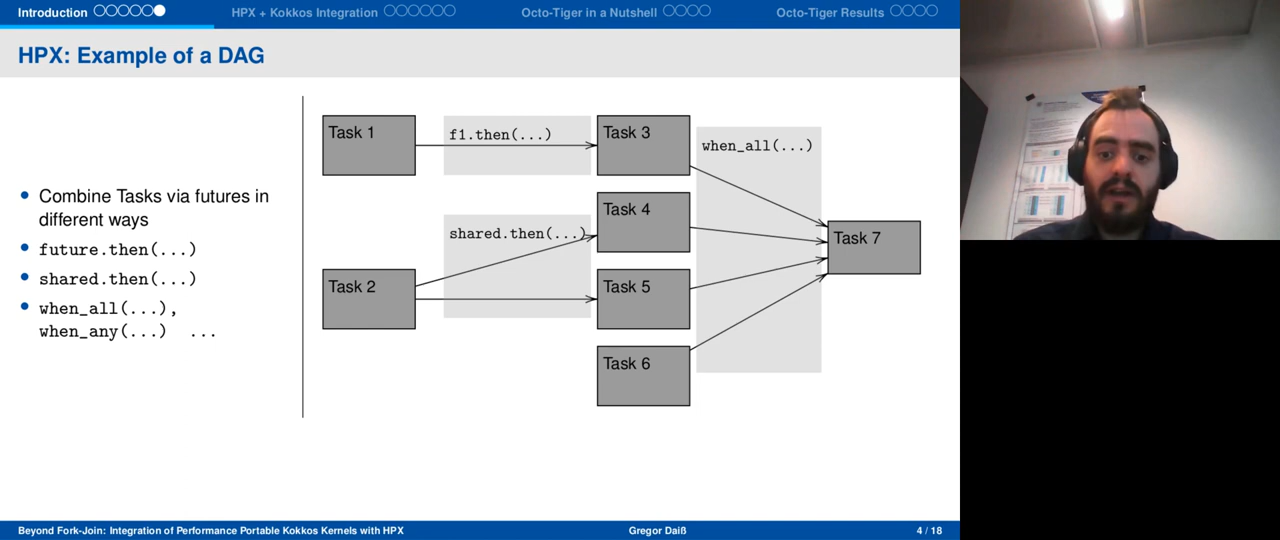 Introduction
HPX + Kokkos Integration
Octo-Tiger in a Nutshell
Octo-Tiger Results
HPX: Example of a DAG
Combine Tasks via futures in
different ways
future.then(...)
shared.then(...)
when_all(...),
when_any(...) ...
Task 1
f1.then(...)
Task 3
when_all(...)
Task 4
shared.then(...)
Task 7
Task 2
Task 5
Task 6
Beyond Fork-Join: Integration of Performance Portable Kokkos Kernels with HPX
Gregor Daiß
4 / 18